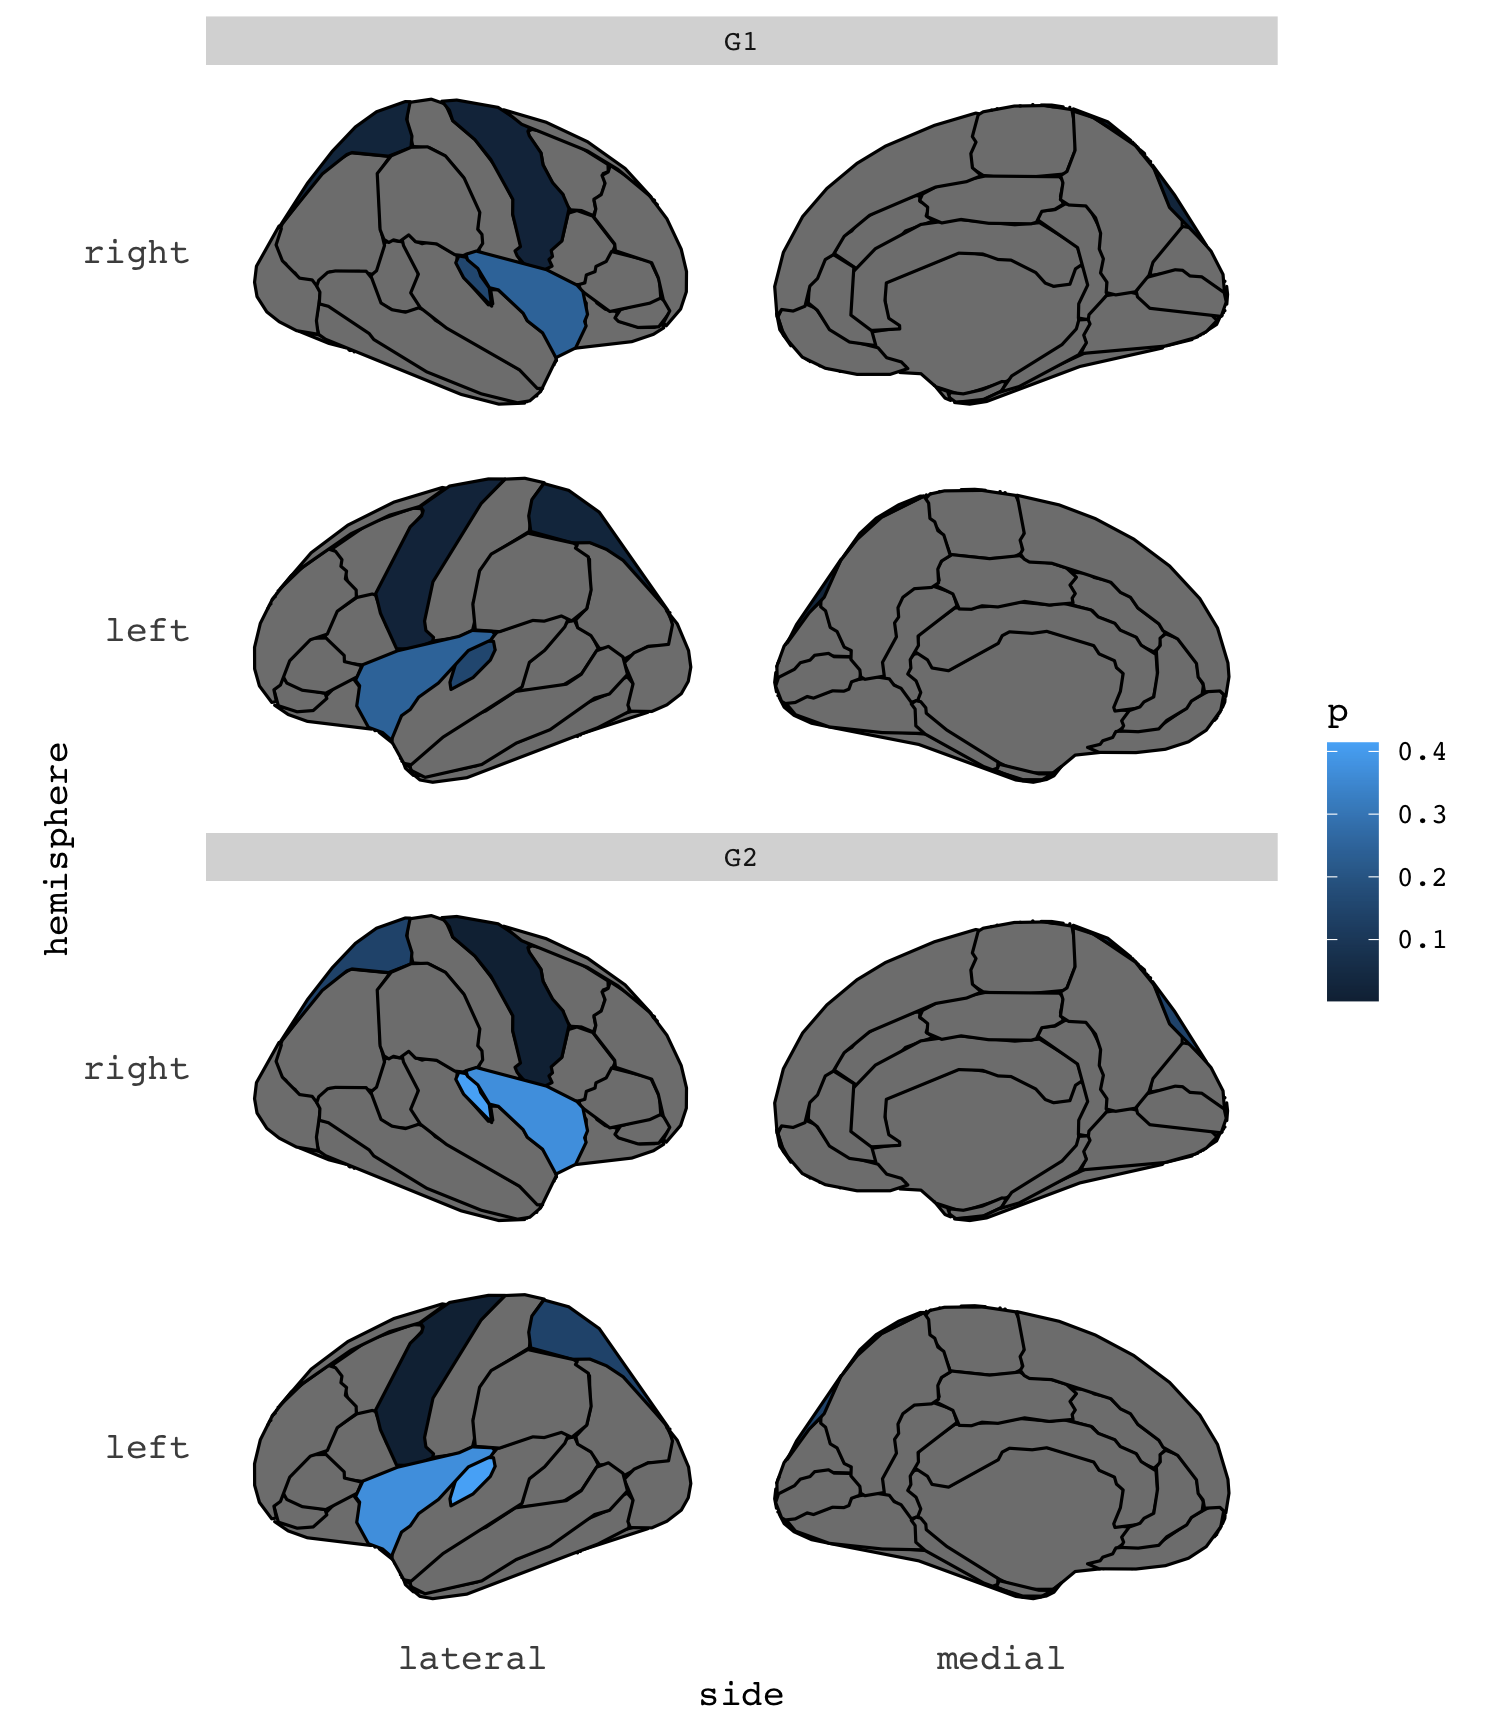 G1
right
left
hemisphere
G2
right
left
lateral
medial
side
p
0.4
0.3
0.2
0.1